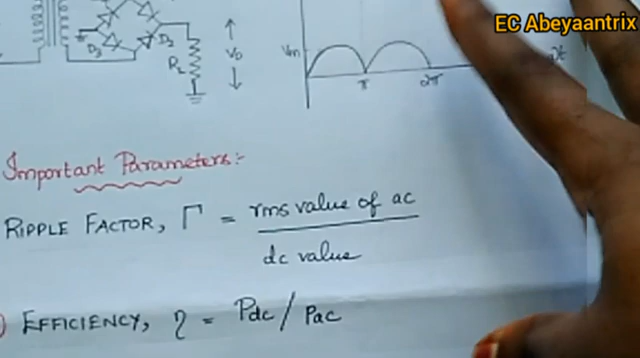 EC Abeyaantrix
D3
D2
RL
V0
Vm
π
2π
Important Parameters:-
RIPPLE FACTOR, Γ = rms value of ac
dc value
EFFICIENCY, η = Pdc / Pac